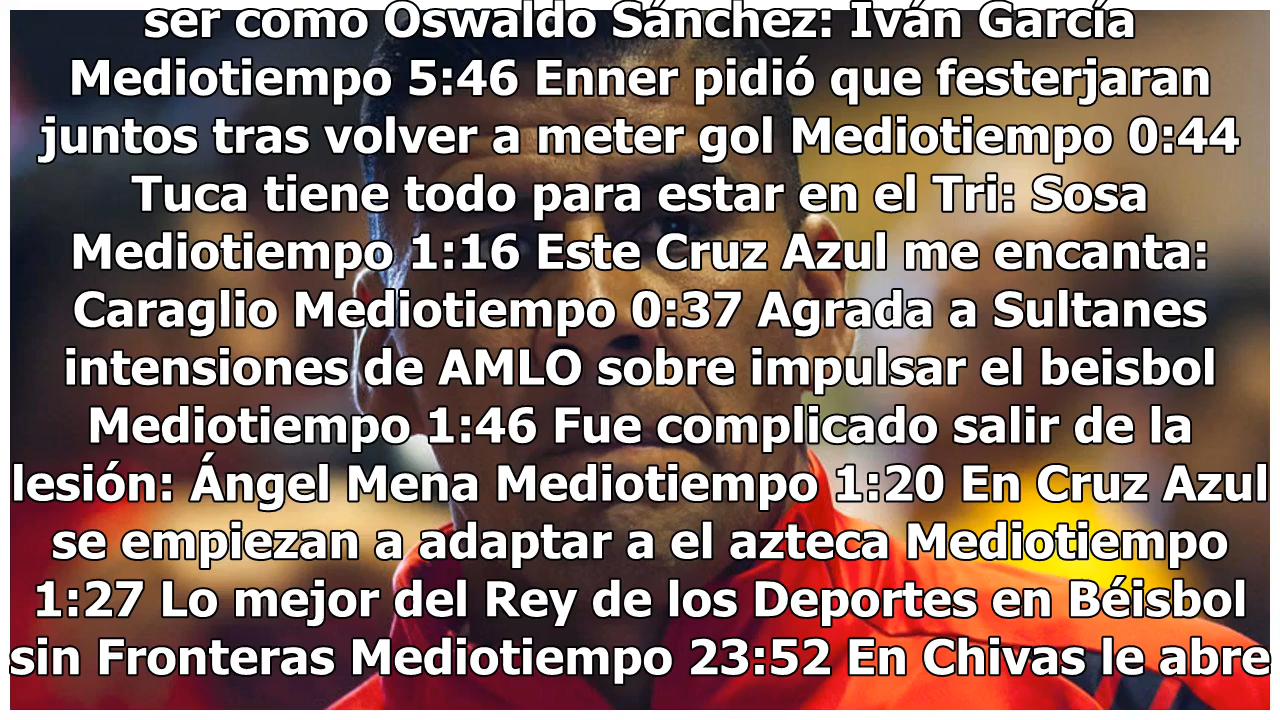 ser como Oswaldo Sánchez: Iván García
Mediotiempo 5:46 Enner pidió que festerjaran
juntos tras volver a meter gol Mediotiempo 0:44
Tuca tiene todo para estar en el Tri: Sosa
Mediotiempo 1:16 Este Cruz Azul me encanta:
Caraglio Mediotiempo 0:37 Agrada a Sultanes
intensiones de AMLO sobre impulsar el beisbol
Mediotiempo 1:46 Fue complicado salir de la
lesión: Ángel Mena Mediotiempo 1:20 En Cruz Azul
se empiezan a adaptar a el azteca Mediotiempo
1:27 Lo mejor del Rey de los Deportes en Béisbol
sin Fronteras Mediotiempo 23:52 En Chivas le abre